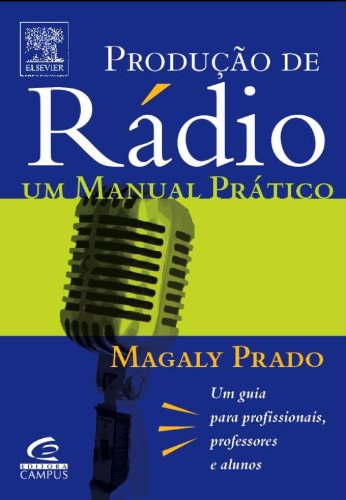 ELSEVIER
PRODUÇÃO DE
Rádio
UM MANUAL PRÁTICO
MAGALY PRADO
Um guia
para profissionais,
professores
e alunos
EDITORA
CAMPUS